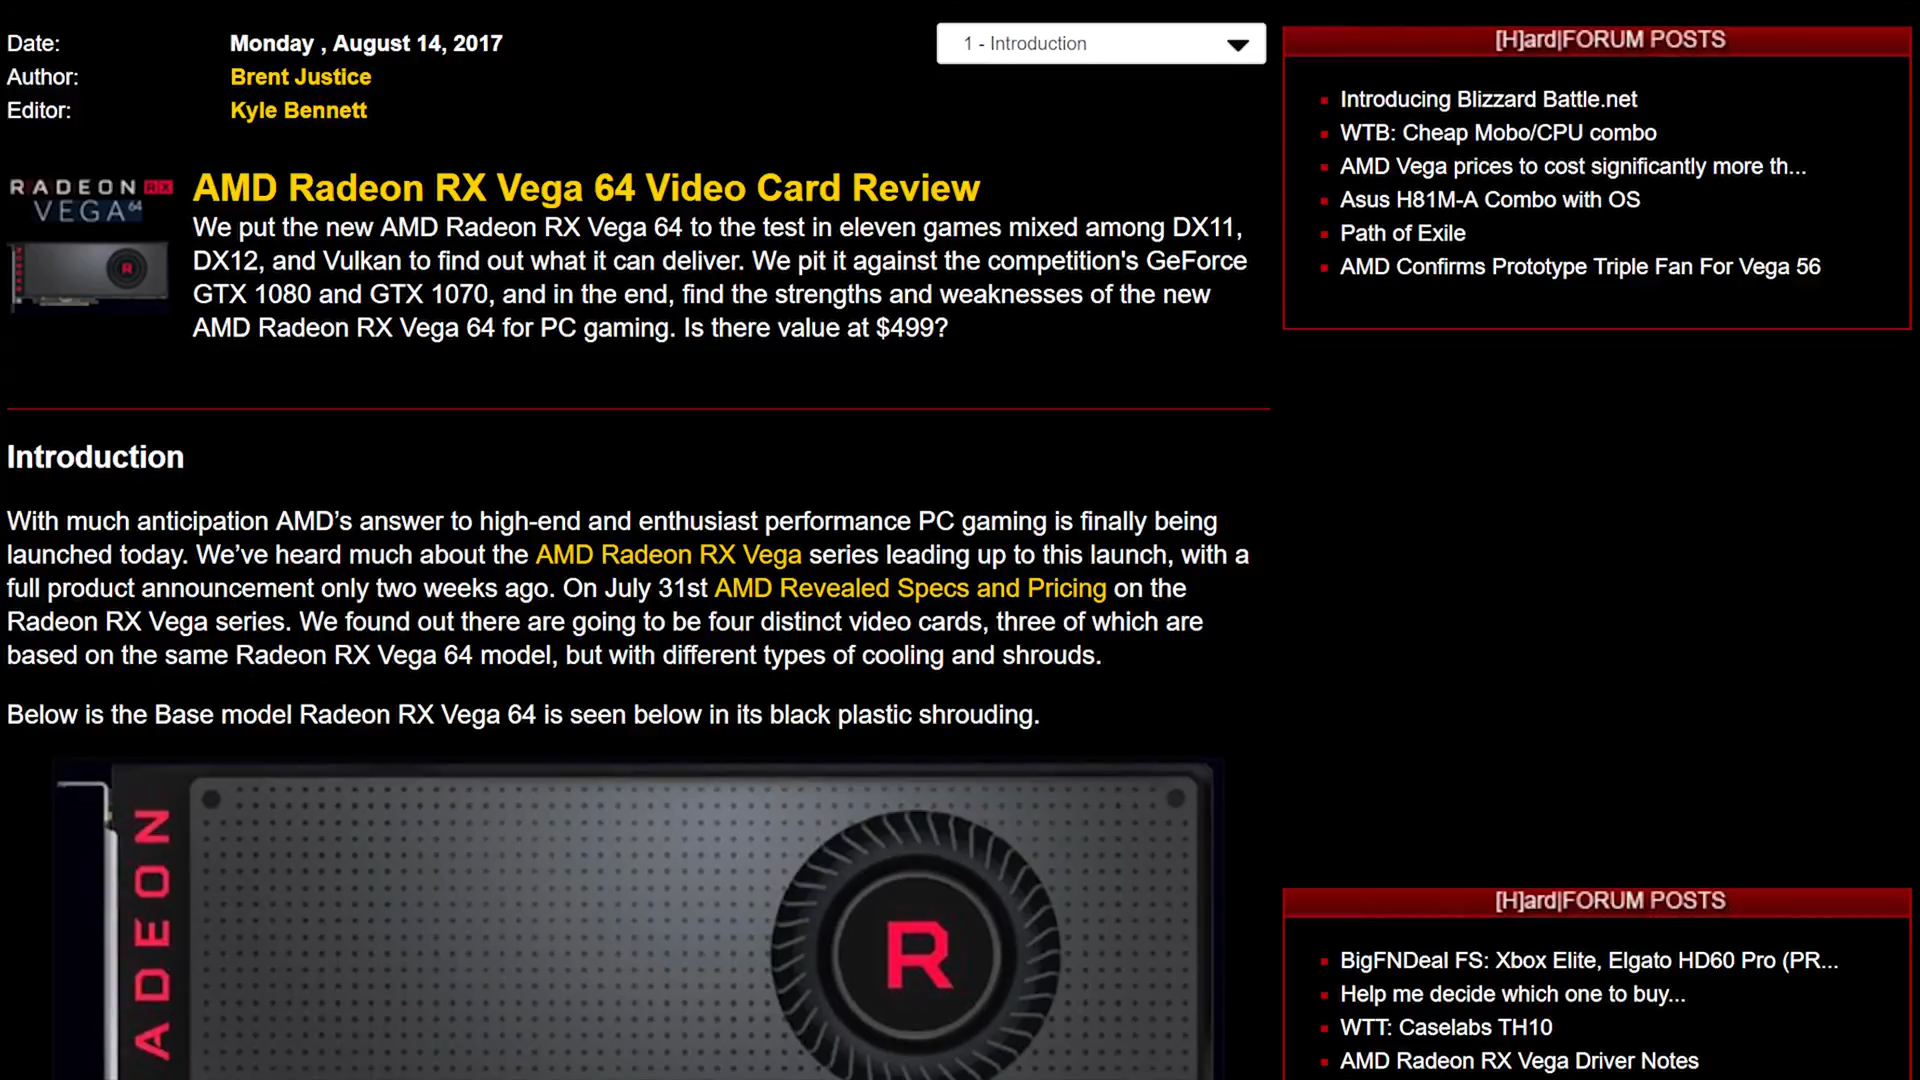 Date: Monday , August 14, 2017
Author: Brent Justice
Editor: Kyle Bennett
1 - Introduction
RADEON RX
VEGA 64
AMD Radeon RX Vega 64 Video Card Review
We put the new AMD Radeon RX Vega 64 to the test in eleven games mixed among DX11,
DX12, and Vulkan to find out what it can deliver. We pit it against the competition's GeForce
GTX 1080 and GTX 1070, and in the end, find the strengths and weaknesses of the new
AMD Radeon RX Vega 64 for PC gaming. Is there value at $499?
Introduction
With much anticipation AMD’s answer to high-end and enthusiast performance PC gaming is finally being
launched today. We’ve heard much about the AMD Radeon RX Vega series leading up to this launch, with a
full product announcement only two weeks ago. On July 31st AMD Revealed Specs and Pricing on the
Radeon RX Vega series. We found out there are going to be four distinct video cards, three of which are
based on the same Radeon RX Vega 64 model, but with different types of cooling and shrouds.
Below is the Base model Radeon RX Vega 64 is seen below in its black plastic shrouding.
ADEON
R
[H]ard|FORUM POSTS
Introducing Blizzard Battle.net
WTB: Cheap Mobo/CPU combo
AMD Vega prices to cost significantly more th...
Asus H81M-A Combo with OS
Path of Exile
AMD Confirms Prototype Triple Fan For Vega 56
[H]ard|FORUM POSTS
BigFNDeal FS: Xbox Elite, Elgato HD60 Pro (PR...
Help me decide which one to buy...
WTT: Caselabs TH10
AMD Radeon RX Vega Driver Notes